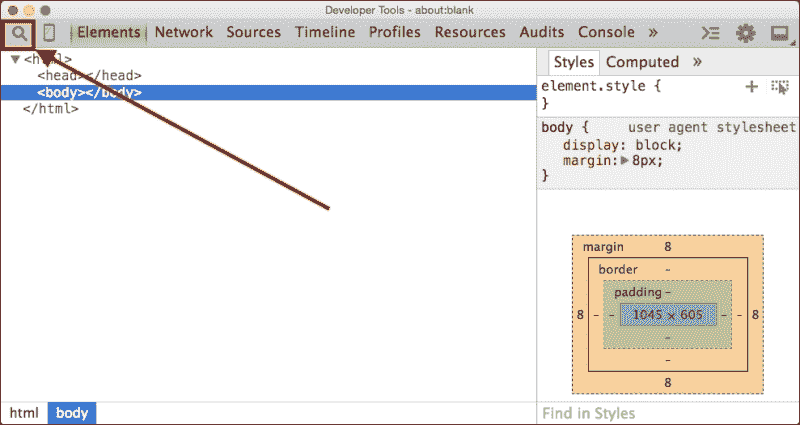 Developer Tools - about:blank
Elements Network Sources Timeline Profiles Resources Audits Console »
▼<html>
<head></head>
<body></body>
</html>
Styles Computed »
element.style {
}
body { user agent stylesheet
display: block;
margin:▶8px;
}
margin 8
border -
padding -
8 - - 1045 × 605 - - 8
-
-
8
html body
Find in Styles